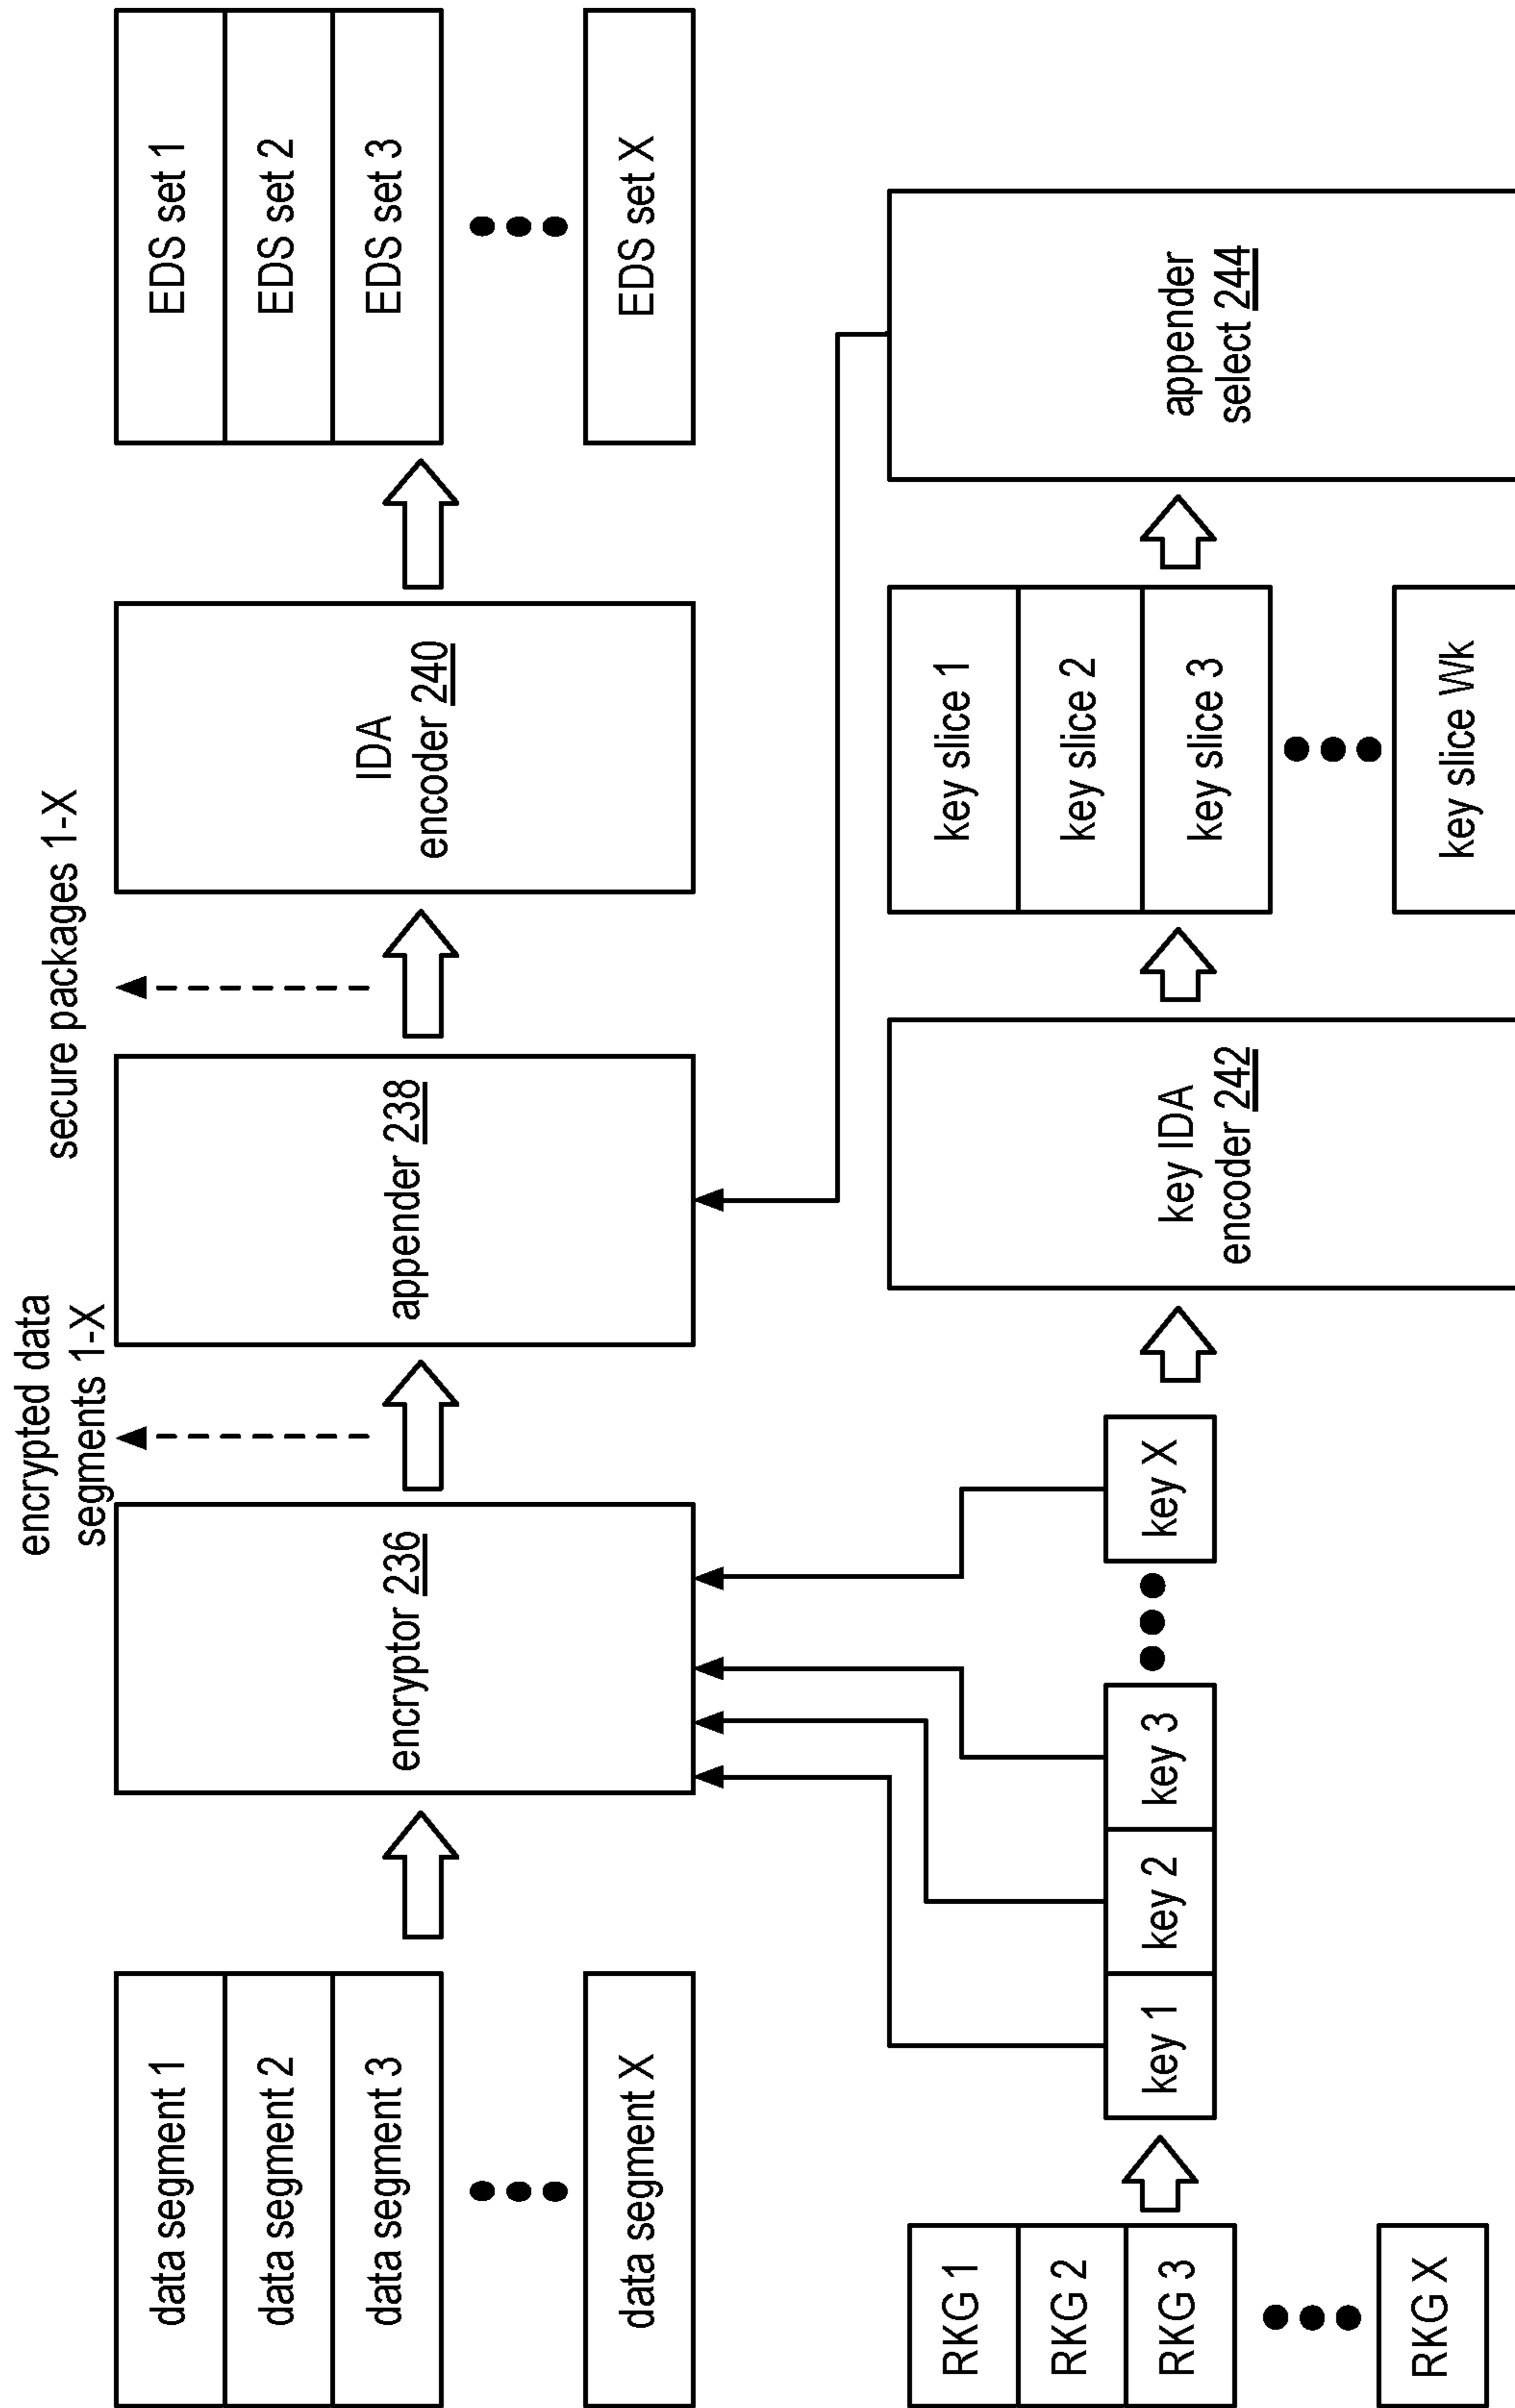 data segment 1
data segment 2
data segment 3
data segment X
encryptor 236
encrypted data
segments 1-X
appender 238
secure packages 1-X
IDA
encoder 240
EDS set 1
EDS set 2
EDS set 3
EDS set X
RKG 1
RKG 2
RKG 3
RKG X
key 1
key 2
key 3
key X
key IDA
encoder 242
key slice 1
key slice 2
key slice 3
key slice Wk
appender
select 244